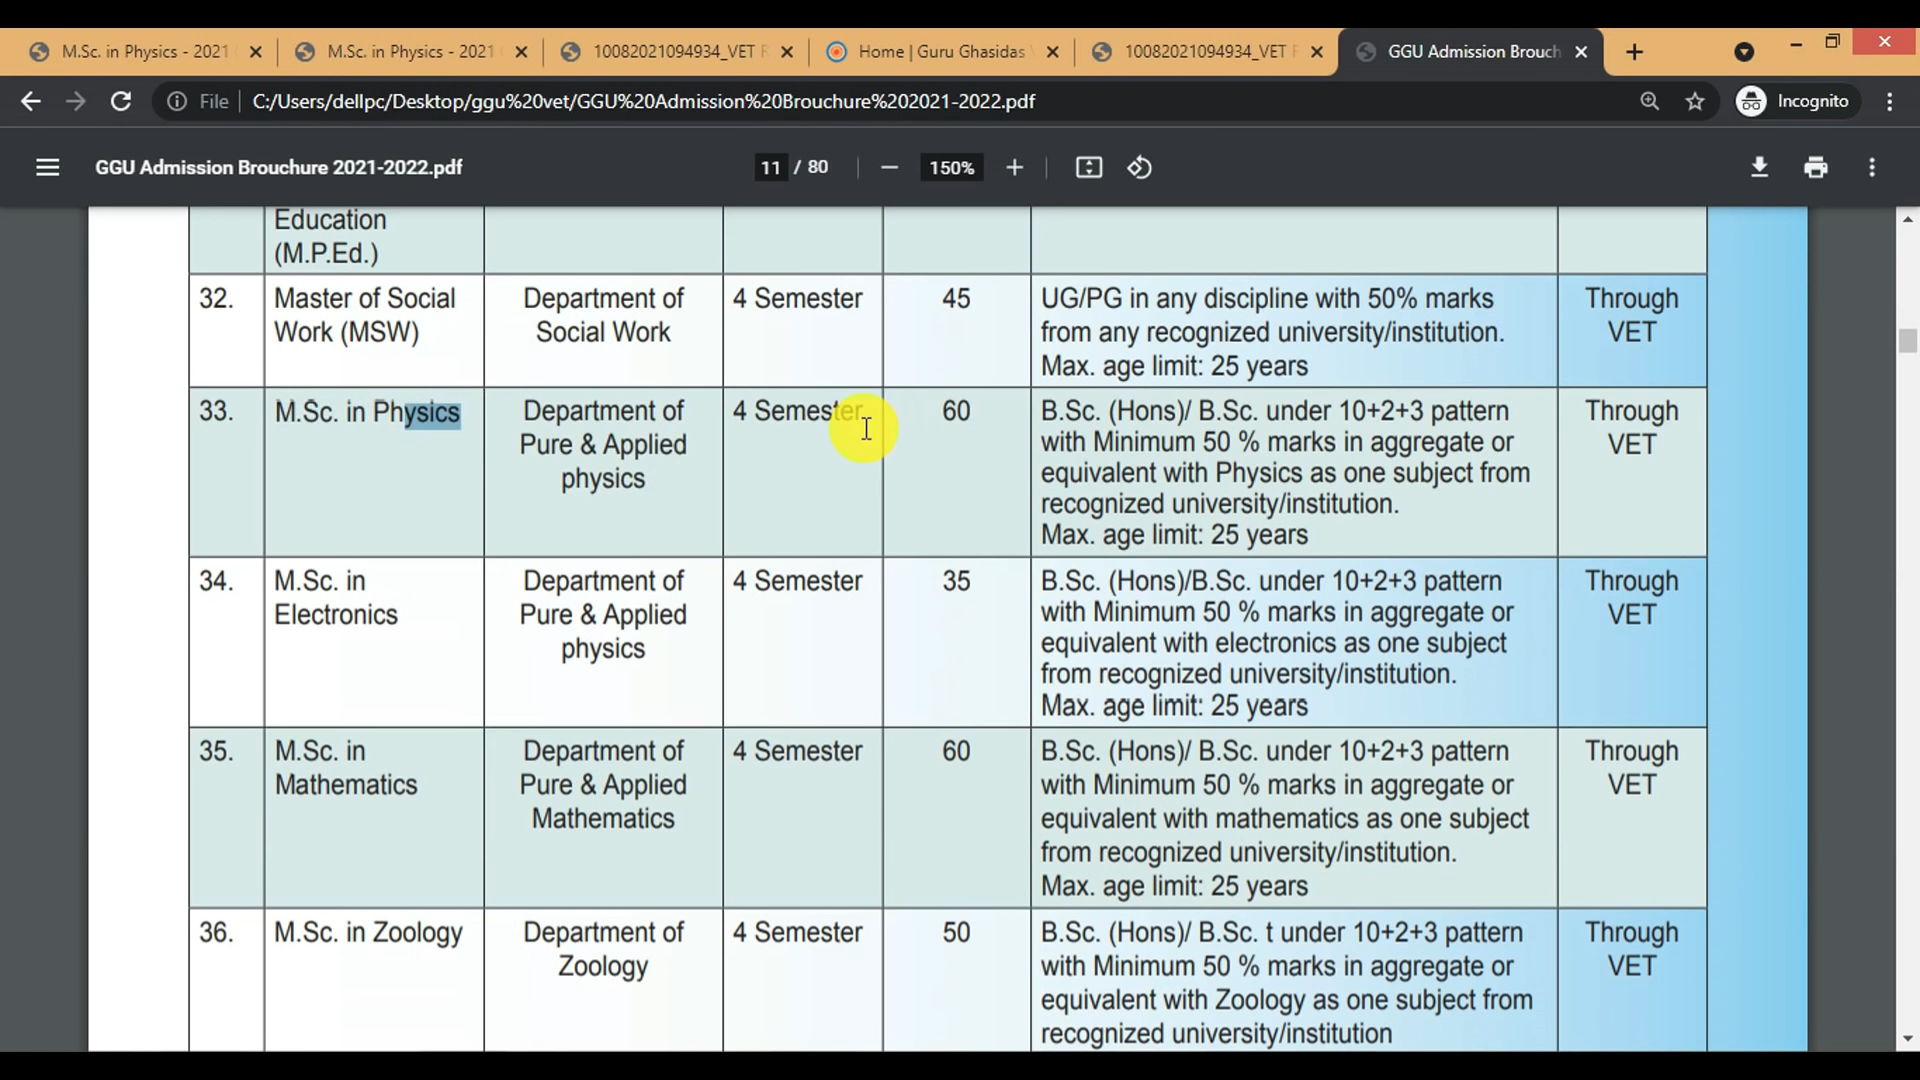 M.Sc. in Physics - 2021
M.Sc. in Physics - 2021
10082021094934_VET R
Home | Guru Ghasidas V
10082021094934_VET R
GGU Admission Brouch
File C:/Users/dellpc/Desktop/ggu%20vet/GGU%20Admission%20Brouchure%202021-2022.pdf
Incognito
GGU Admission Brouchure 2021-2022.pdf
11 / 80
150%
Education
(M.P.Ed.)
32.
Master of Social
Work (MSW)
Department of
Social Work
4 Semester
45
UG/PG in any discipline with 50% marks
from any recognized university/institution.
Max. age limit: 25 years
Through
VET
33.
M.Sc. in Physics
Department of
Pure & Applied
physics
4 Semester
60
B.Sc. (Hons)/ B.Sc. under 10+2+3 pattern
with Minimum 50 % marks in aggregate or
equivalent with Physics as one subject from
recognized university/institution.
Max. age limit: 25 years
Through
VET
34.
M.Sc. in
Electronics
Department of
Pure & Applied
physics
4 Semester
35
B.Sc. (Hons)/B.Sc. under 10+2+3 pattern
with Minimum 50 % marks in aggregate or
equivalent with electronics as one subject
from recognized university/institution.
Max. age limit: 25 years
Through
VET
35.
M.Sc. in
Mathematics
Department of
Pure & Applied
Mathematics
4 Semester
60
B.Sc. (Hons)/ B.Sc. under 10+2+3 pattern
with Minimum 50 % marks in aggregate or
equivalent with mathematics as one subject
from recognized university/institution.
Max. age limit: 25 years
Through
VET
36.
M.Sc. in Zoology
Department of
Zoology
4 Semester
50
B.Sc. (Hons)/ B.Sc. t under 10+2+3 pattern
with Minimum 50 % marks in aggregate or
equivalent with Zoology as one subject from
recognized university/institution
Through
VET